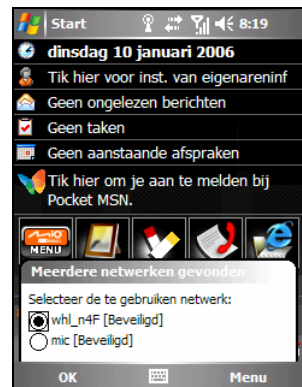 Start 8:19
dinsdag 10 januari 2006
Tik hier voor inst. van eigenareninf
Geen ongelezen berichten
Geen taken
Geen aanstaande afspraken
Tik hier om je aan te melden bij
Pocket MSN.
mio
MENU
Meerdere netwerken gevonden
Selecteer de te gebruiken netwerk:
whl_n4F [Beveiligd]
mic [Beveiligd]
OK Menu